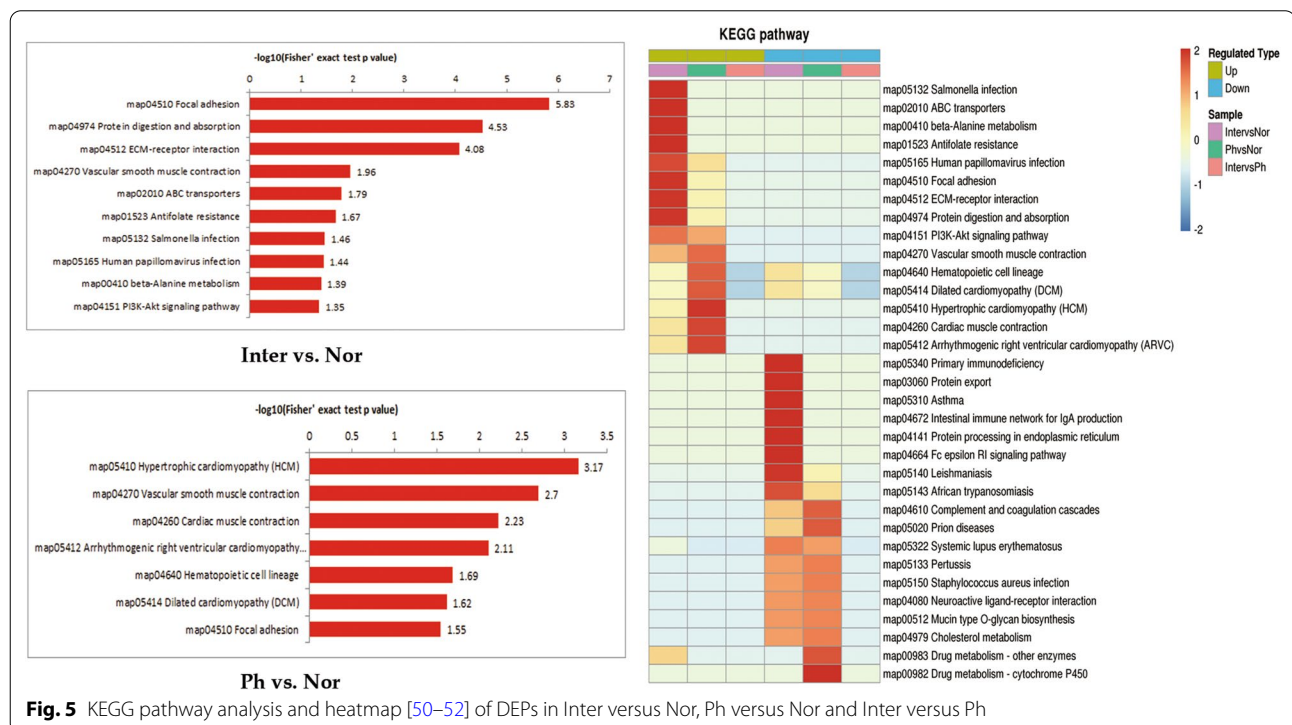 -log10(Fisher' exact test p value)
0 1 2 3 4 5 6 7
map04510 Focal adhesion 5.83
map04974 Protein digestion and absorption 4.53
map04512 ECM-receptor interaction 4.08
map04270 Vascular smooth muscle contraction 1.96
map02010 ABC transporters 1.79
map01523 Antifolate resistance 1.67
map05132 Salmonella infection 1.46
map05165 Human papillomavirus infection 1.44
map00410 beta-Alanine metabolism 1.39
map04151 PI3K-Akt signaling pathway 1.35
Inter vs. Nor
-log10(Fisher' exact test p value)
0 0.5 1 1.5 2 2.5 3 3.5
map05410 Hypertrophic cardiomyopathy (HCM) 3.17
map04270 Vascular smooth muscle contraction 2.7
map04260 Cardiac muscle contraction 2.23
map05412 Arrhythmogenic right ventricular cardiomyopathy... 2.11
map04640 Hematopoietic cell lineage 1.69
map05414 Dilated cardiomyopathy (DCM) 1.62
map04510 Focal adhesion 1.55
Ph vs. Nor
KEGG pathway
map05132 Salmonella infection
map02010 ABC transporters
map00410 beta-Alanine metabolism
map01523 Antifolate resistance
map05165 Human papillomavirus infection
map04510 Focal adhesion
map04512 ECM-receptor interaction
map04974 Protein digestion and absorption
map04151 PI3K-Akt signaling pathway
map04270 Vascular smooth muscle contraction
map04640 Hematopoietic cell lineage
map05414 Dilated cardiomyopathy (DCM)
map05410 Hypertrophic cardiomyopathy (HCM)
map04260 Cardiac muscle contraction
map05412 Arrhythmogenic right ventricular cardiomyopathy (ARVC)
map05340 Primary immunodeficiency
map03060 Protein export
map05310 Asthma
map04672 Intestinal immune network for IgA production
map04141 Protein processing in endoplasmic reticulum
map04664 Fc epsilon RI signaling pathway
map05140 Leishmaniasis
map05143 African trypanosomiasis
map04610 Complement and coagulation cascades
map05020 Prion diseases
map05322 Systemic lupus erythematosus
map05133 Pertussis
map05150 Staphylococcus aureus infection
map04080 Neuroactive ligand-receptor interaction
map00512 Mucin type O-glycan biosynthesis
map04979 Cholesterol metabolism
map00983 Drug metabolism - other enzymes
map00982 Drug metabolism - cytochrome P450
2
1
0
-1
-2
Regulated Type
Up
Down
Sample
IntervsNor
PhvsNor
IntervsPh
Fig. 5 KEGG pathway analysis and heatmap [50–52] of DEPs in Inter versus Nor, Ph versus Nor and Inter versus Ph